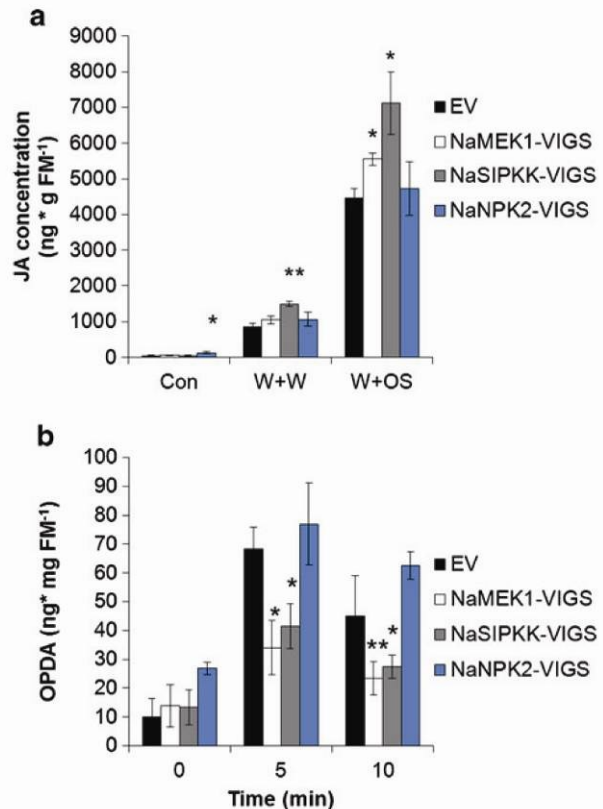 a
JA concentration
(ng* g FM-1)
9000
8000
7000
6000
5000
4000
3000
2000
1000
0
*
**
*
*
Con
W+W
W+OS
EV
NaMEK1-VIGS
NaSIPKK-VIGS
NaNPK2-VIGS
b
OPDA (ng* mg FM-1)
100
90
80
70
60
50
40
30
20
10
0
*
*
**
*
0
5
10
Time (min)
EV
NaMEK1-VIGS
NaSIPKK-VIGS
NaNPK2-VIGS